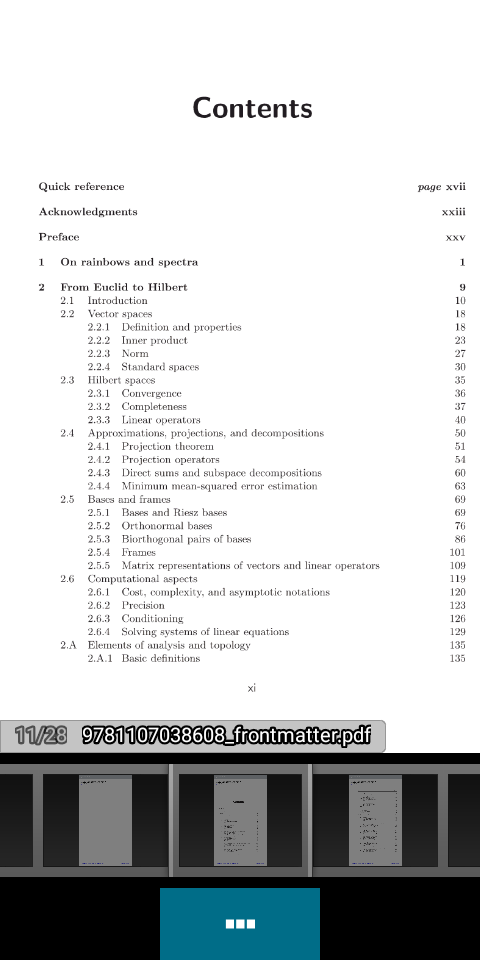 Contents
Quick reference page xvii
Acknowledgments xxiii
Preface xxv
1 On rainbows and spectra 1
2 From Euclid to Hilbert 9
2.1 Introduction 10
2.2 Vector spaces 18
2.2.1 Definition and properties 18
2.2.2 Inner product 23
2.2.3 Norm 27
2.2.4 Standard spaces 30
2.3 Hilbert spaces 35
2.3.1 Convergence 36
2.3.2 Completeness 37
2.3.3 Linear operators 40
2.4 Approximations, projections, and decompositions 50
2.4.1 Projection theorem 51
2.4.2 Projection operators 54
2.4.3 Direct sums and subspace decompositions 60
2.4.4 Minimum mean-squared error estimation 63
2.5 Bases and frames 69
2.5.1 Bases and Riesz bases 69
2.5.2 Orthonormal bases 76
2.5.3 Biorthogonal pairs of bases 86
2.5.4 Frames 101
2.5.5 Matrix representations of vectors and linear operators 109
2.6 Computational aspects 119
2.6.1 Cost, complexity, and asymptotic notations 120
2.6.2 Precision 123
2.6.3 Conditioning 126
2.6.4 Solving systems of linear equations 129
2.A Elements of analysis and topology 135
2.A.1 Basic definitions 135
xi
11/28 9781107038608_frontmatter.pdf